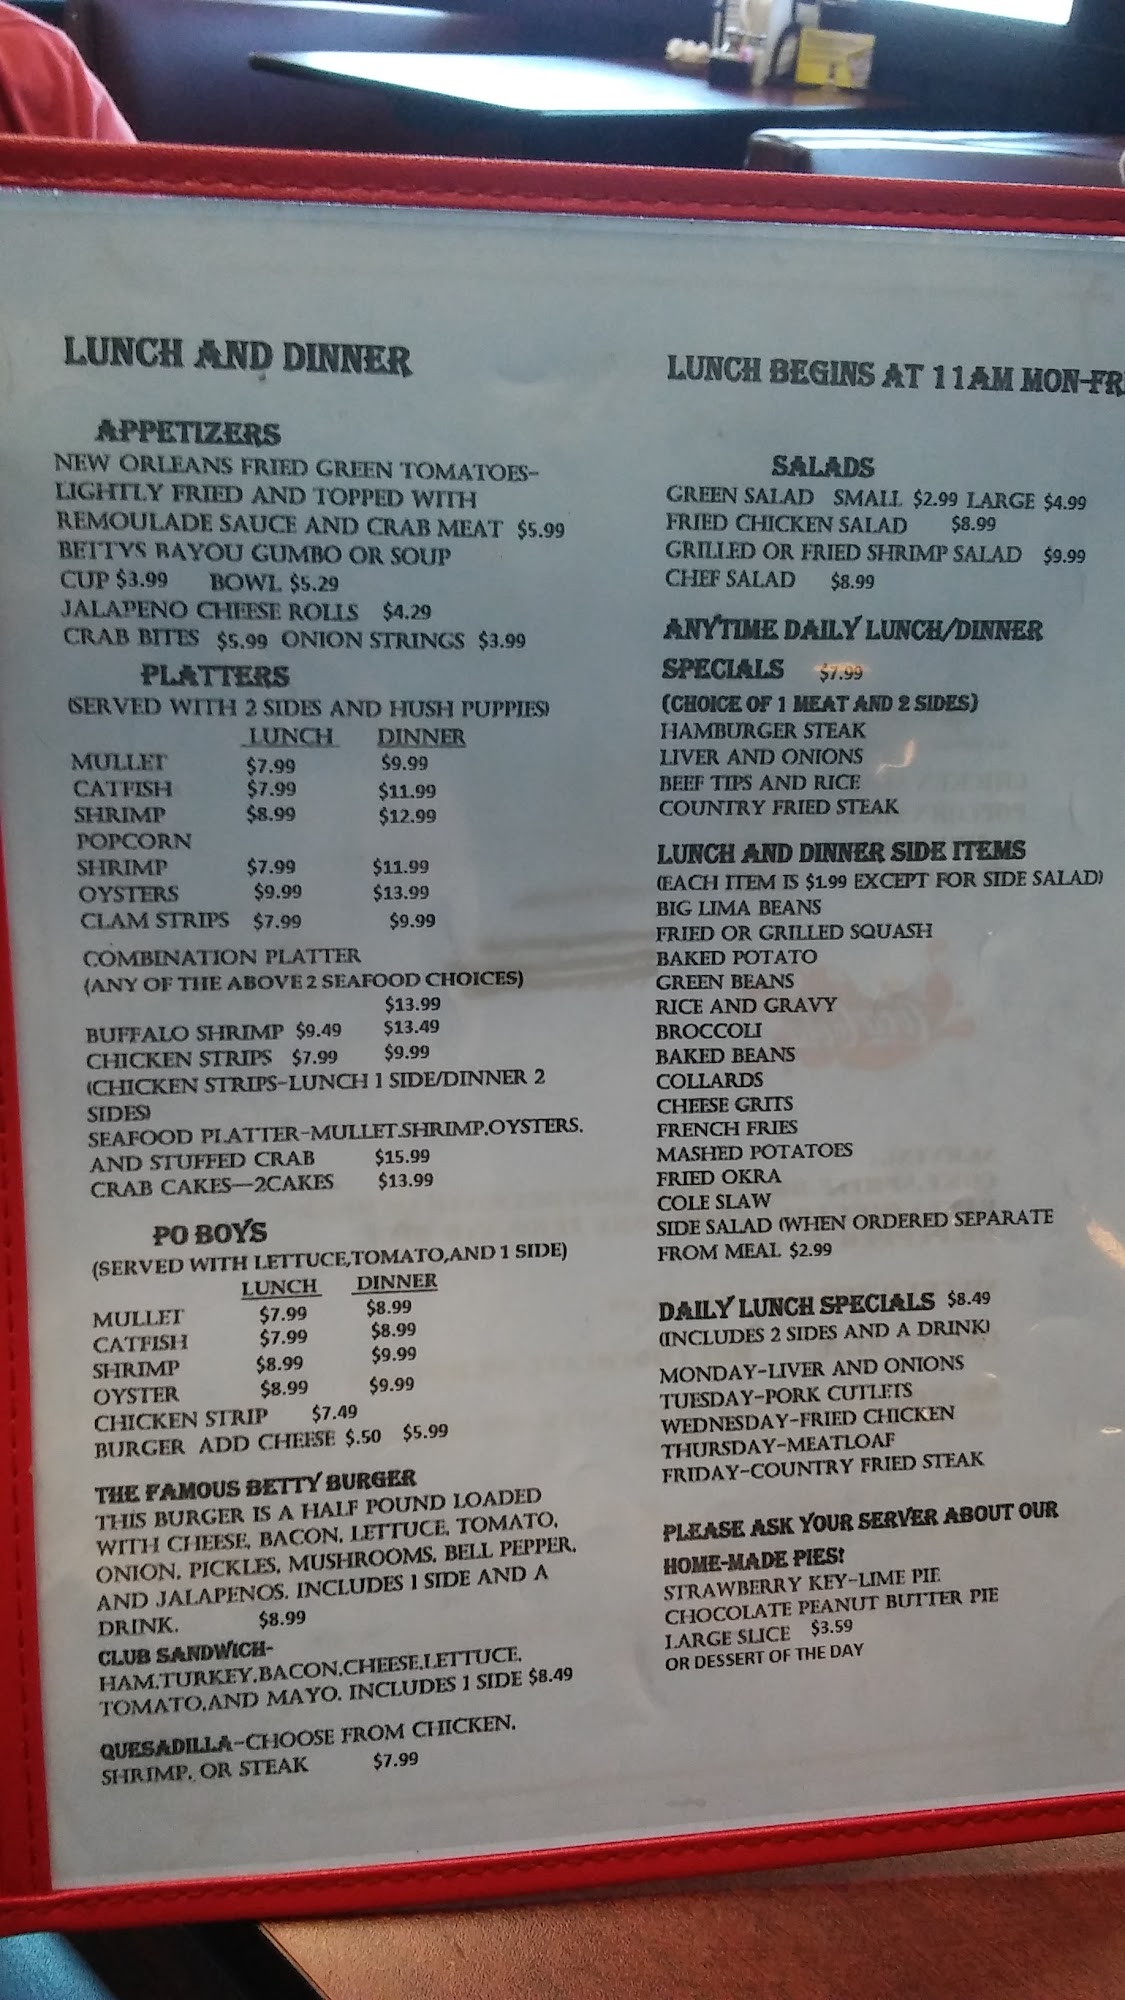 LUNCH AND DINNER
APPETIZERS
NEW ORLEANS FRIED GREEN TOMATOES-
LIGHTLY FRIED AND TOPPED WITH
REMOULADE SAUCE AND CRAB MEAT $5.99
BETTYS BAYOU GUMBO OR SOUP
CUP $3.99 BOWL $5.29
JALAPENO CHEESE ROLLS $4.29
CRAB BITES $5.99 ONION STRINGS $3.99
PLATTERS
(SERVED WITH 2 SIDES AND HUSH PUPPIES)
LUNCH DINNER
MULLET $7.99 $9.99
CATFISH $7.99 $11.99
SHRIMP $8.99 $12.99
POPCORN
SHRIMP $7.99 $11.99
OYSTERS $9.99 $13.99
CLAM STRIPS $7.99 $9.99
COMBINATION PLATTER
(ANY OF THE ABOVE 2 SEAFOOD CHOICES)
$13.99
BUFFALO SHRIMP $9.49 $13.49
CHICKEN STRIPS $7.99 $9.99
(CHICKEN STRIPS-LUNCH 1 SIDE/DINNER 2
SIDES)
SEAFOOD PLATTER-MULLET,SHRIMP,OYSTERS,
AND STUFFED CRAB $15.99
CRAB CAKES—2CAKES $13.99
PO BOYS
(SERVED WITH LETTUCE,TOMATO,AND 1 SIDE)
LUNCH DINNER
MULLET $7.99 $8.99
CATFISH $7.99 $8.99
SHRIMP $8.99 $9.99
OYSTER $8.99 $9.99
CHICKEN STRIP $7.49
BURGER ADD CHEESE $.50 $5.99
THE FAMOUS BETTY BURGER
THIS BURGER IS A HALF POUND LOADED
WITH CHEESE, BACON, LETTUCE, TOMATO,
ONION, PICKLES, MUSHROOMS, BELL PEPPER,
AND JALAPENOS. INCLUDES 1 SIDE AND A
DRINK. $8.99
CLUB SANDWICH-
HAM,TURKEY,BACON,CHEESE,LETTUCE,
TOMATO,AND MAYO. INCLUDES 1 SIDE $8.49
QUESADILLA-CHOOSE FROM CHICKEN,
SHRIMP, OR STEAK $7.99
LUNCH BEGINS AT 11AM MON-FR
SALADS
GREEN SALAD SMALL $2.99 LARGE $4.99
FRIED CHICKEN SALAD $8.99
GRILLED OR FRIED SHRIMP SALAD $9.99
CHEF SALAD $8.99
ANYTIME DAILY LUNCH/DINNER
SPECIALS $7.99
(CHOICE OF 1 MEAT AND 2 SIDES)
HAMBURGER STEAK
LIVER AND ONIONS
BEEF TIPS AND RICE
COUNTRY FRIED STEAK
LUNCH AND DINNER SIDE ITEMS
(EACH ITEM IS $1.99 EXCEPT FOR SIDE SALAD)
BIG LIMA BEANS
FRIED OR GRILLED SQUASH
BAKED POTATO
GREEN BEANS
RICE AND GRAVY
BROCCOLI
BAKED BEANS
COLLARDS
CHEESE GRITS
FRENCH FRIES
MASHED POTATOES
FRIED OKRA
COLE SLAW
SIDE SALAD (WHEN ORDERED SEPARATE
FROM MEAL $2.99
DAILY LUNCH SPECIALS $8.49
(INCLUDES 2 SIDES AND A DRINK)
MONDAY-LIVER AND ONIONS
TUESDAY-PORK CUTLETS
WEDNESDAY-FRIED CHICKEN
THURSDAY-MEATLOAF
FRIDAY-COUNTRY FRIED STEAK
PLEASE ASK YOUR SERVER ABOUT OUR
HOME-MADE PIES!
STRAWBERRY KEY-LIME PIE
CHOCOLATE PEANUT BUTTER PIE
LARGE SLICE $3.59
OR DESSERT OF THE DAY